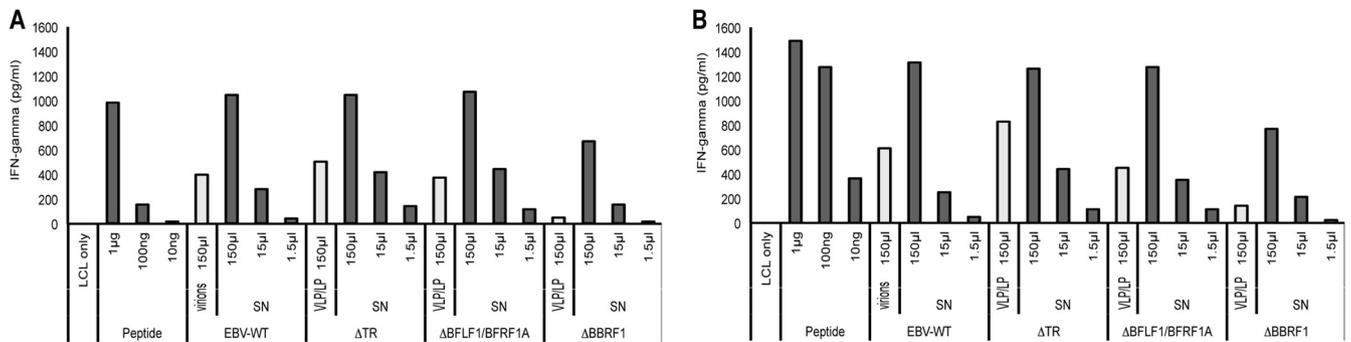 A
IFN-gamma (pg/ml)
1600
1400
1200
1000
800
600
400
200
0
LCL only
1µg
100ng
10ng
virions 150µl
150µl
15µl
1.5µl
VLP/LP 150µl
150µl
15µl
1.5µl
VLP/LP 150µl
150µl
15µl
1.5µl
VLP/LP 150µl
150µl
15µl
1.5µl
SN
SN
SN
SN
Peptide
EBV-WT
ΔTR
ΔBFLF1/BFRF1A
ΔBBRF1
B
IFN-gamma (pg/ml)
1600
1400
1200
1000
800
600
400
200
0
LCL only
1µg
100ng
10ng
virions 150µl
150µl
15µl
1.5µl
VLP/LP 150µl
150µl
15µl
1.5µl
VLP/LP 150µl
150µl
15µl
1.5µl
VLP/LP 150µl
150µl
15µl
1.5µl
SN
SN
SN
SN
Peptide
EBV-WT
ΔTR
ΔBFLF1/BFRF1A
ΔBBRF1